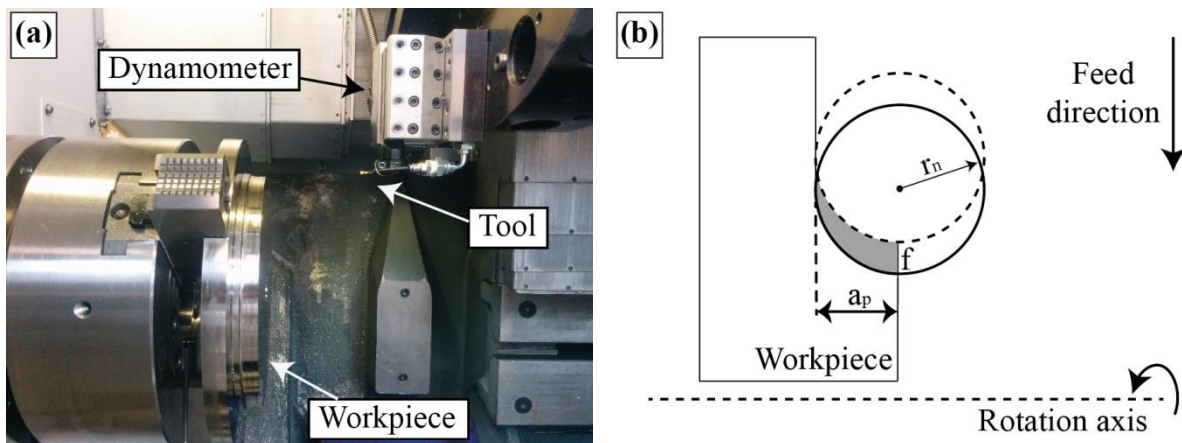 (a)
Dynamometer
Tool
Workpiece
(b)
Feed
direction
rn
f
ap
Workpiece
Rotation axis